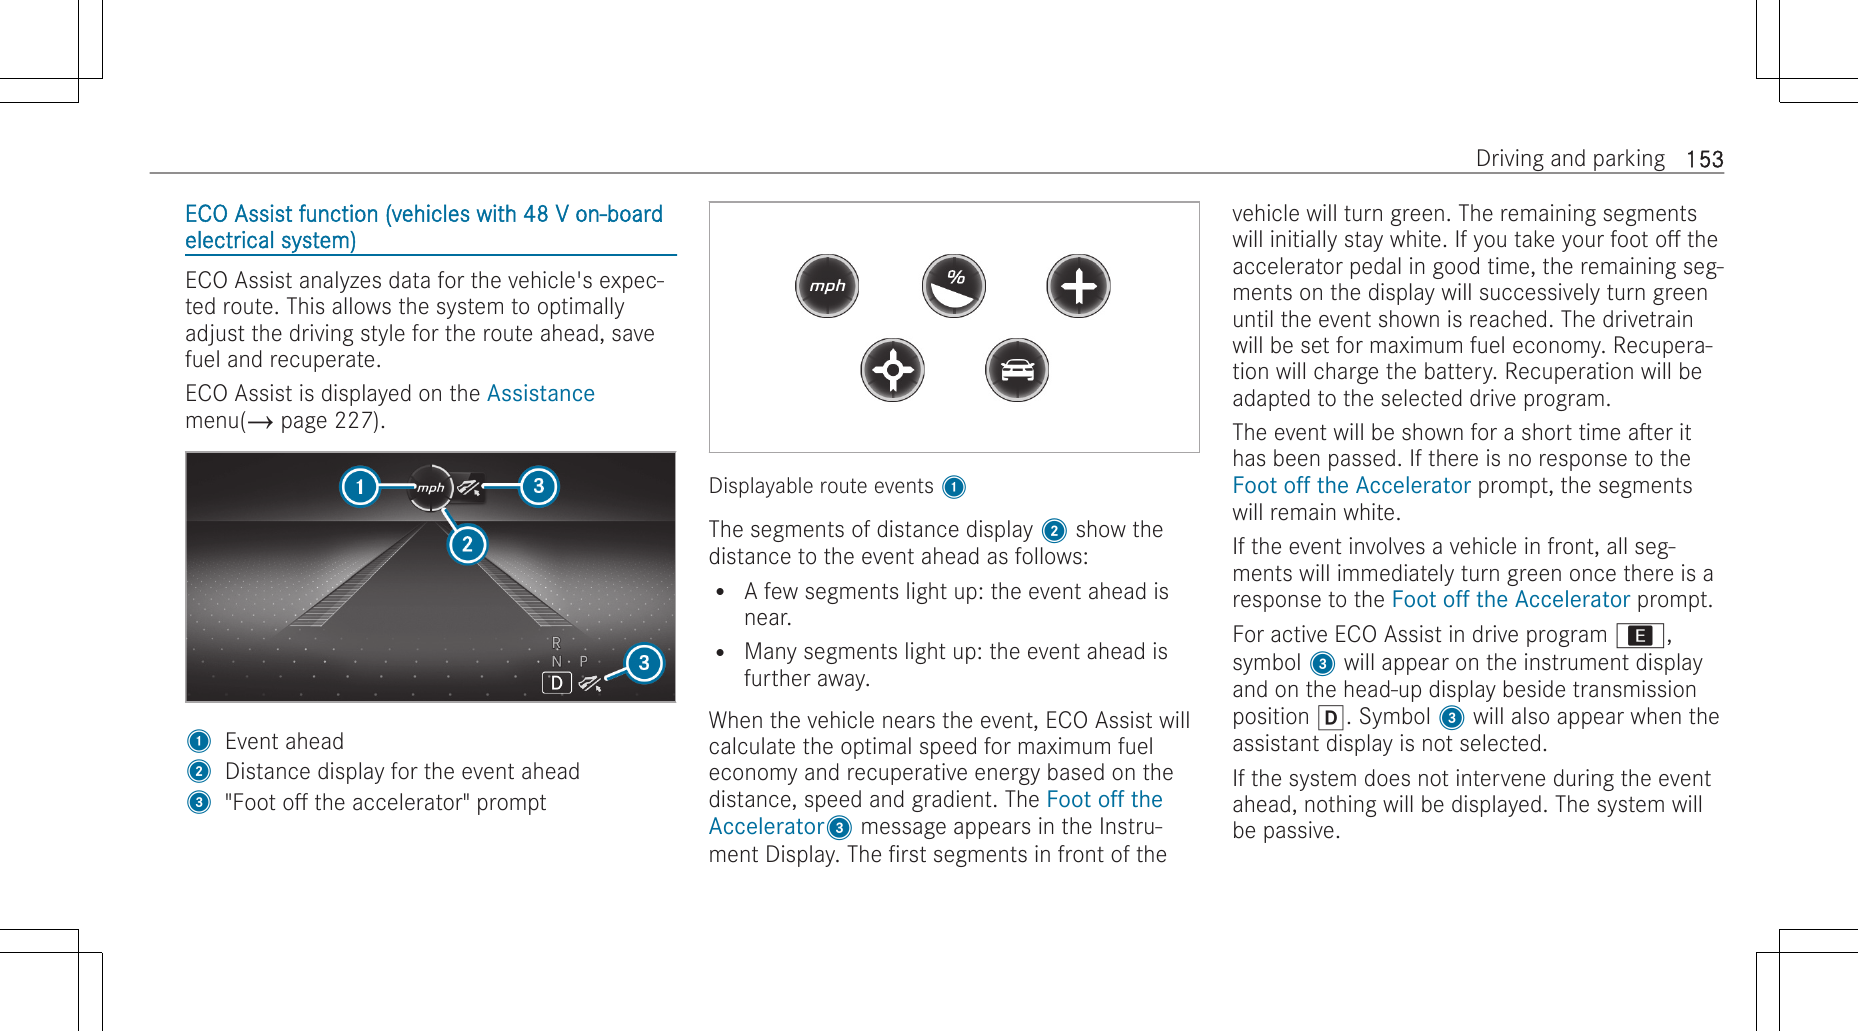 Driving and parking 153
ECO Assist function (vehicles with 48 V on-board
electrical system)
ECO Assist analyzes data for the vehicle's expec-
ted route. This allows the system to optimally
adjust the driving style for the route ahead, save
fuel and recuperate.
ECO Assist is displayed on the Assistance
menu(→ page 227).
1 mph 3
2
R
N P 3
D
1 Event ahead
2 Distance display for the event ahead
3 "Foot off the accelerator" prompt
mph %
Displayable route events 1
The segments of distance display 2 show the
distance to the event ahead as follows:
• A few segments light up: the event ahead is
near.
• Many segments light up: the event ahead is
further away.
When the vehicle nears the event, ECO Assist will
calculate the optimal speed for maximum fuel
economy and recuperative energy based on the
distance, speed and gradient. The Foot off the
Accelerator3 message appears in the Instru-
ment Display. The first segments in front of the
vehicle will turn green. The remaining segments
will initially stay white. If you take your foot off the
accelerator pedal in good time, the remaining seg-
ments on the display will successively turn green
until the event shown is reached. The drivetrain
will be set for maximum fuel economy. Recupera-
tion will charge the battery. Recuperation will be
adapted to the selected drive program.
The event will be shown for a short time after it
has been passed. If there is no response to the
Foot off the Accelerator prompt, the segments
will remain white.
If the event involves a vehicle in front, all seg-
ments will immediately turn green once there is a
response to the Foot off the Accelerator prompt.
For active ECO Assist in drive program E,
symbol 3 will appear on the instrument display
and on the head-up display beside transmission
position D. Symbol 3 will also appear when the
assistant display is not selected.
If the system does not intervene during the event
ahead, nothing will be displayed. The system will
be passive.